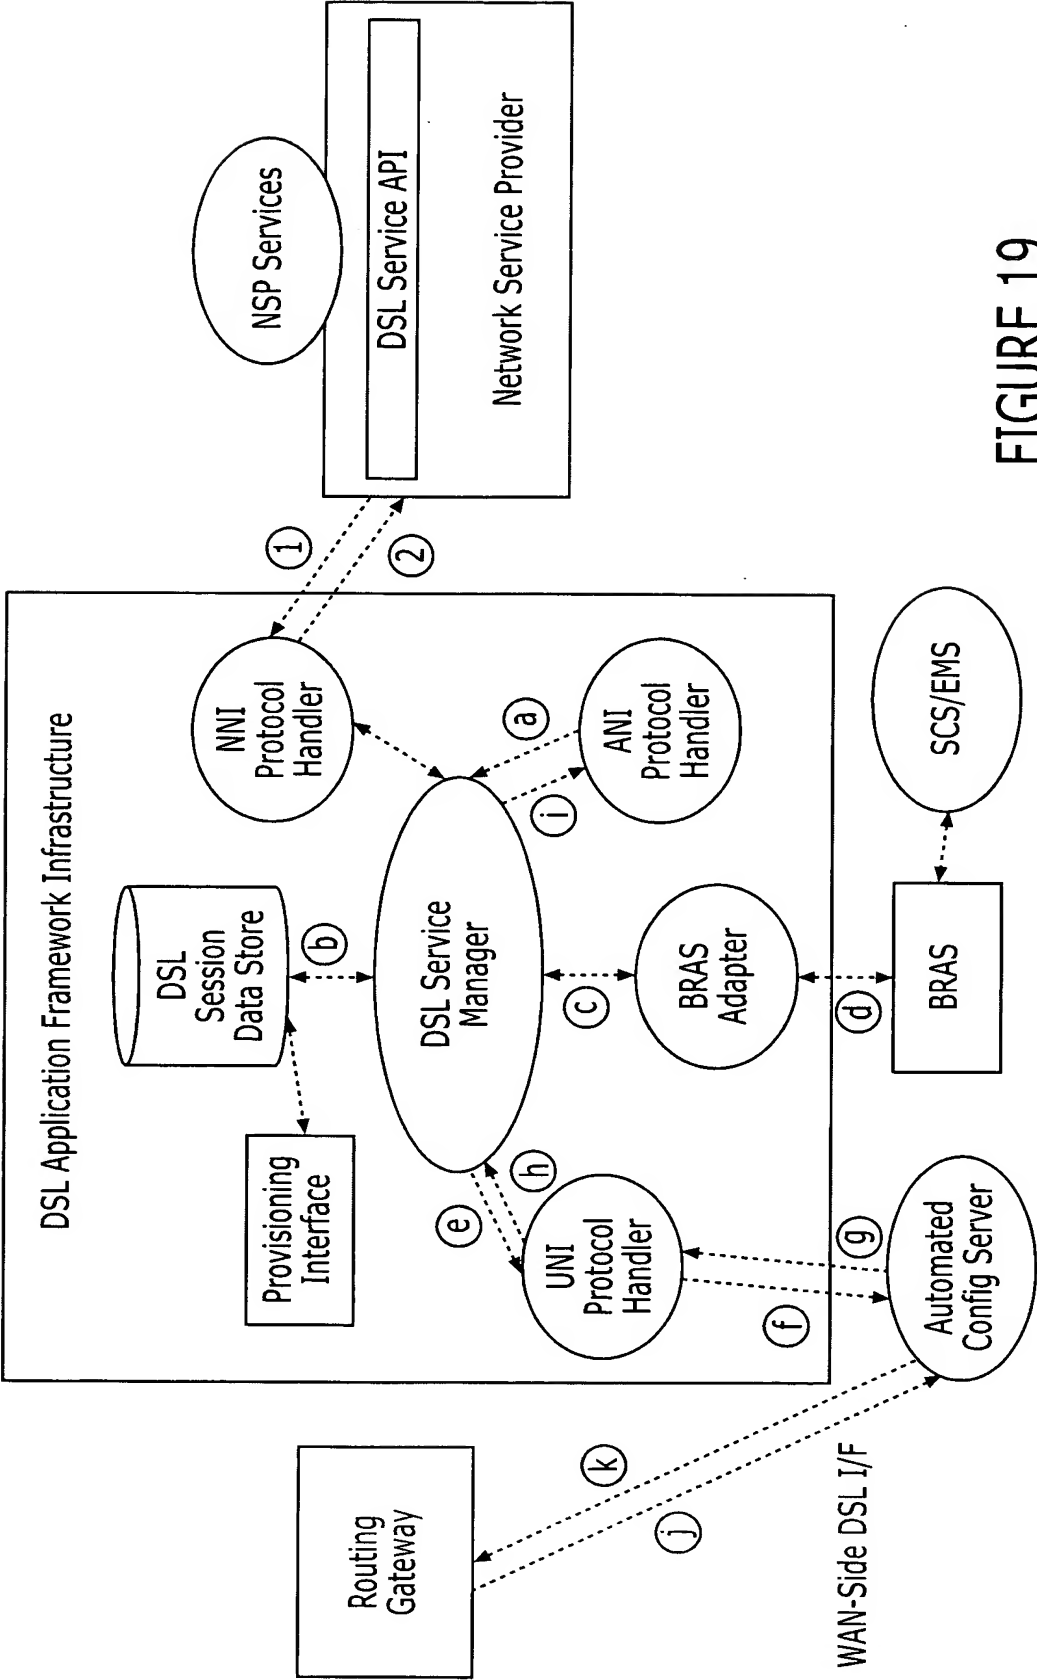 DSL Application Framework Infrastructure
Routing
Gateway
Provisioning
Interface
DSL
Session
Data Store
NNI
Protocol
Handler
NSP Services
DSL Service API
Network Service Provider
1
2
b
DSL Service
Manager
e
h
c
a
i
UNI
Protocol
Handler
BRAS
Adapter
ANI
Protocol
Handler
k
j
f
g
d
WAN-Side DSL I/F
Automated
Config Server
BRAS
SCS/EMS
FIGURE 19